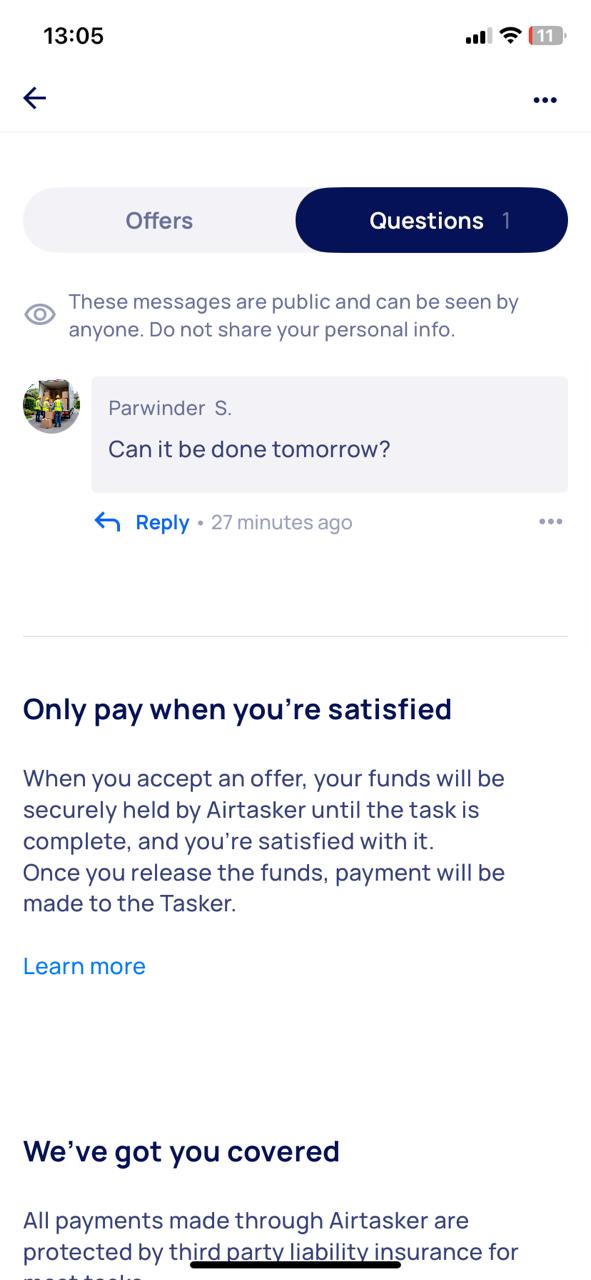 13:05
11
Offers
Questions 1
These messages are public and can be seen by
anyone. Do not share your personal info.
Parwinder S.
Can it be done tomorrow?
Reply • 27 minutes ago
Only pay when you’re satisfied
When you accept an offer, your funds will be
securely held by Airtasker until the task is
complete, and you’re satisfied with it.
Once you release the funds, payment will be
made to the Tasker.
Learn more
We’ve got you covered
All payments made through Airtasker are
protected by third party liability insurance for
most tasks.